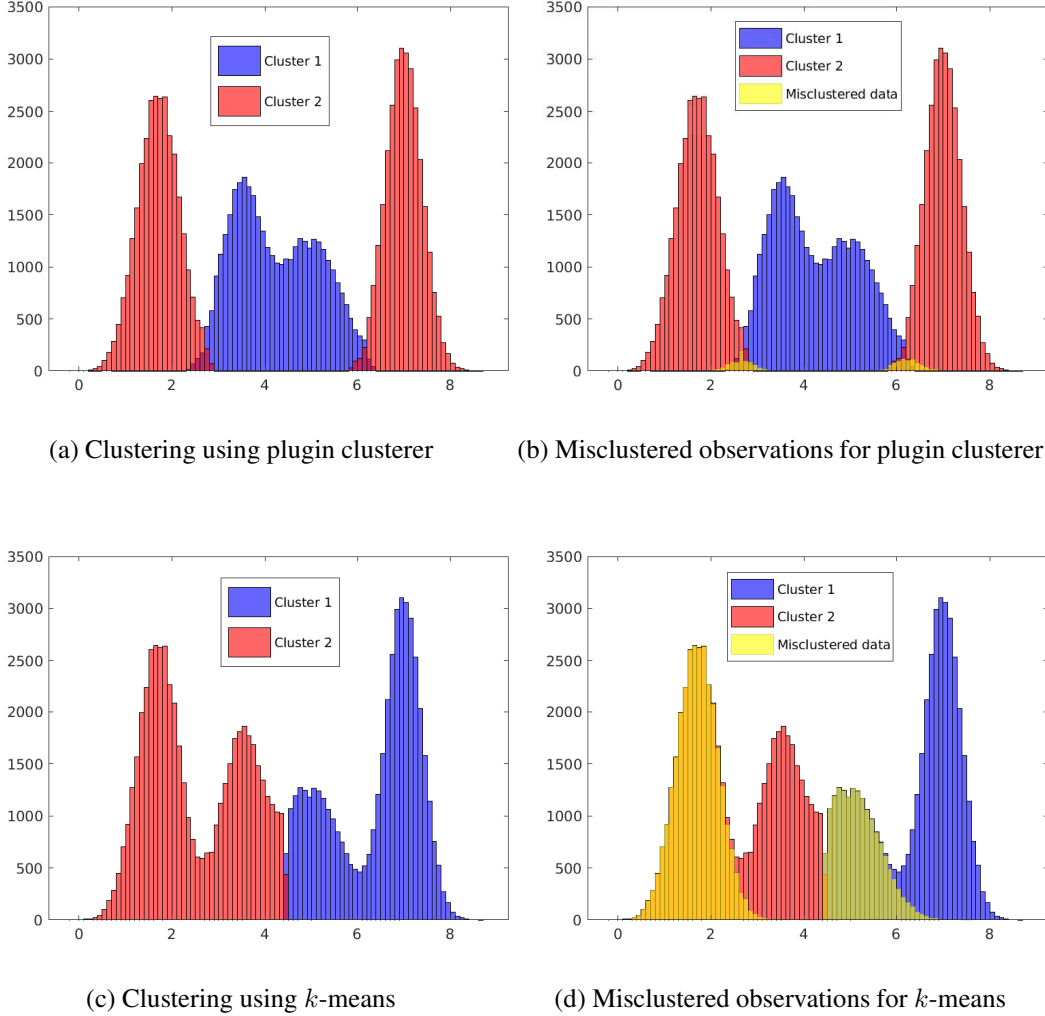 3500
3000
2500
2000
1500
1000
500
0
0 2 4 6 8
Cluster 1
Cluster 2
(a) Clustering using plugin clusterer
3500
3000
2500
2000
1500
1000
500
0
0 2 4 6 8
Cluster 1
Cluster 2
Misclustered data
(b) Misclustered observations for plugin clusterer
3500
3000
2500
2000
1500
1000
500
0
0 2 4 6 8
Cluster 1
Cluster 2
(c) Clustering using k-means
3500
3000
2500
2000
1500
1000
500
0
0 2 4 6 8
Cluster 1
Cluster 2
Misclustered data
(d) Misclustered observations for k-means